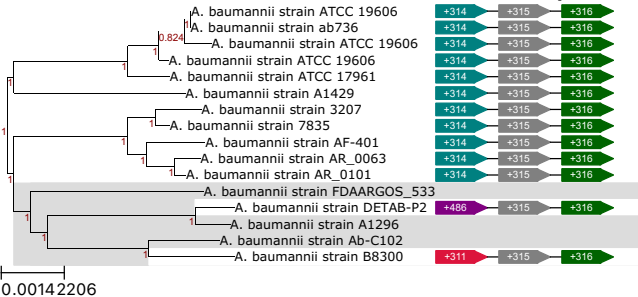 A. baumannii strain ATCC 19606 +314 +315 +316
A. baumannii strain ab736 +314 +315 +316
A. baumannii strain ATCC 19606 +314 +315 +316
A. baumannii strain ATCC 19606 +314 +315 +316
A. baumannii strain ATCC 17961 +314 +315 +316
A. baumannii strain A1429 +314 +315 +316
A. baumannii strain 3207 +314 +315 +316
A. baumannii strain 7835 +314 +315 +316
A. baumannii strain AF-401 +314 +315 +316
A. baumannii strain AR_0063 +314 +315 +316
A. baumannii strain AR_0101 +314 +315 +316
A. baumannii strain FDAARGOS_533
A. baumannii strain DETAB-P2 +486 +315 +316
A. baumannii strain A1296
A. baumannii strain Ab-C102
A. baumannii strain B8300 +311 +315 +316
1
0.824
1
1
1
1
1
1
1
1
1
1
1
1
0.00142206